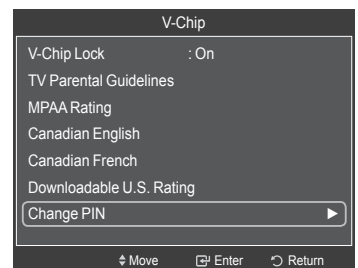 V-Chip
V-Chip Lock : On
TV Parental Guidelines
MPAA Rating
Canadian English
Canadian French
Downloadable U.S. Rating
Change PIN
Move Enter Return